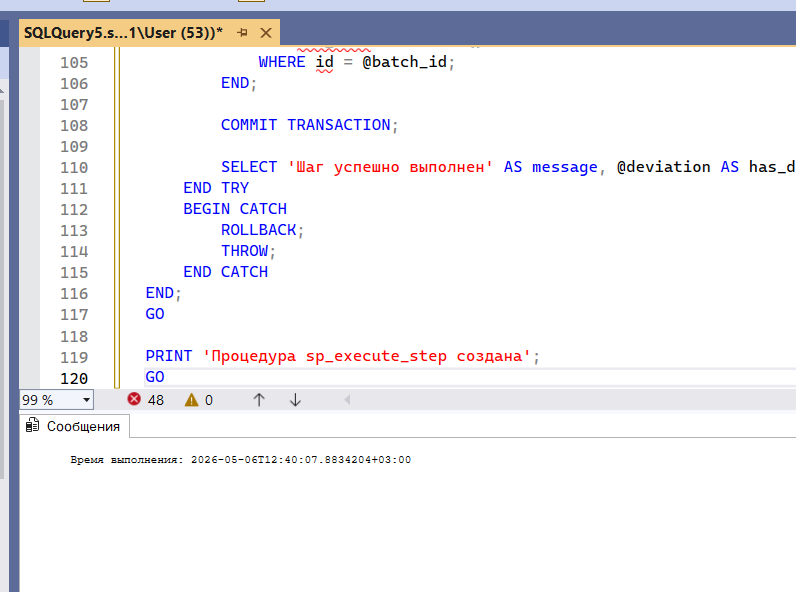 SQLQuery5.s...1\User (53))*
105 WHERE id = @batch_id;
106 END;
107
108 COMMIT TRANSACTION;
109
110 SELECT 'Шаг успешно выполнен' AS message, @deviation AS has_d
111 END TRY
112 BEGIN CATCH
113 ROLLBACK;
114 THROW;
115 END CATCH
116 END;
117 GO
118
119 PRINT 'Процедура sp_execute_step создана';
120 GO
99 % 48 0
Сообщения
Время выполнения: 2026-05-06T12:40:07.8834204+03:00